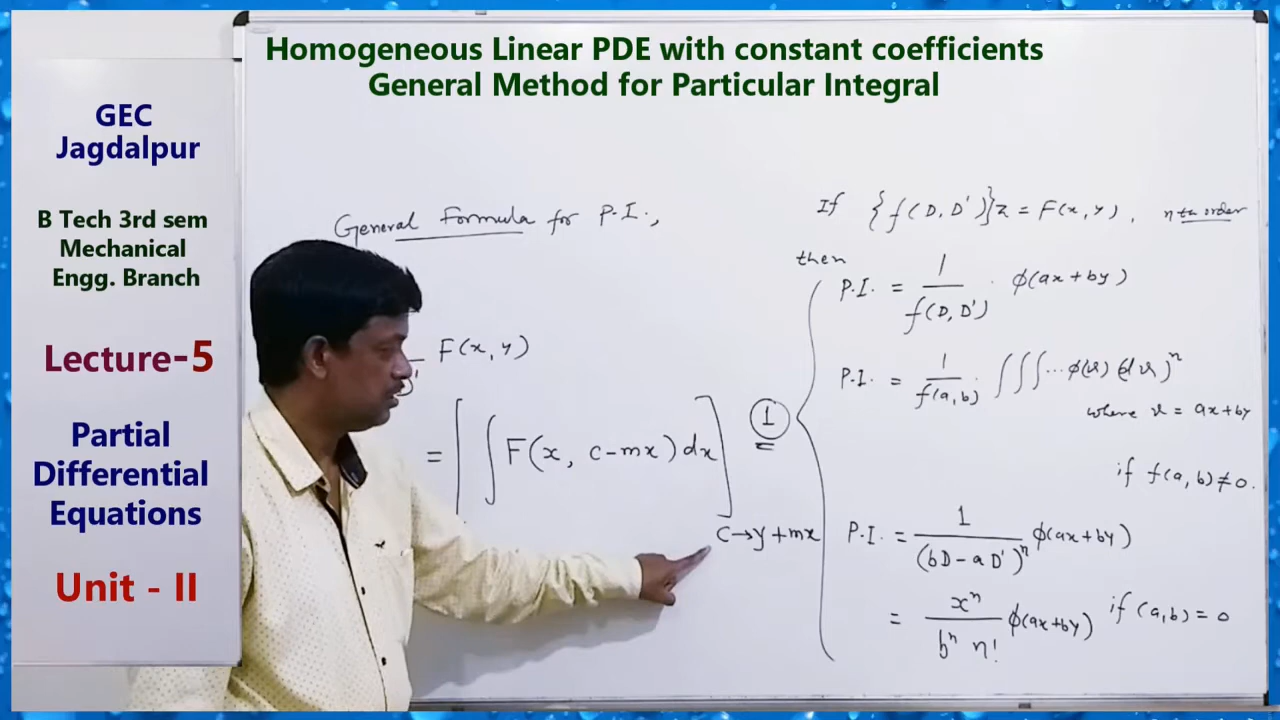 Homogeneous Linear PDE with constant coefficients
General Method for Particular Integral
GEC
Jagdalpur
B Tech 3rd sem
Mechanical
Engg. Branch
Lecture-5
Partial
Differential
Equations
Unit - II
General Formula for P.I.,
F(x, y)
= [ ∫ F(x, c-mx) dx ]
c→y+mx
1
If {f(D, D')}z = F(x, y), nth order
then
P.I. = 1/f(D, D') . φ(ax+by)
P.I. = 1/f(a, b) . ∫∫∫... φ(v) (dv)^n
where v = ax+by
if f(a, b) ≠ 0.
P.I. = 1/(bD-aD')^n φ(ax+by)
= x^n/b^n n! φ(ax+by) if (a, b) = 0